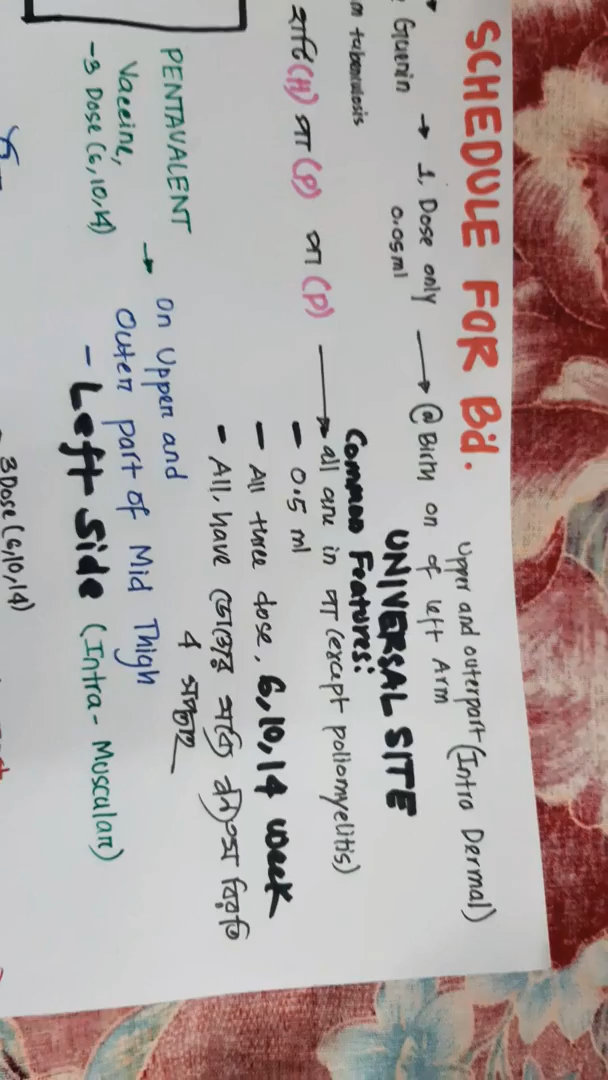 SCHEDULE FOR Bd.
Guerin → 1, Dose only → @ Birth on Upper and outerpart (Intra Dermal)
0.05ml
of left Arm
UNIVERSAL SITE
m tuberculosis
Common Features:
(H) পা (P) পা (P) → all are in পা (except poliomyelitis)
- 0.5 ml
- All three dose, 6, 10, 14 week
- All, have ডোজের মধ্যে বিরতি
4 সপ্তাহ
PENTAVALENT → On Upper and
Vaccine,
Outer part of Mid Thigh
-3 Dose (6,10,14)
- Left side (Intra-Muscular)
3 Dose (6,10,14)